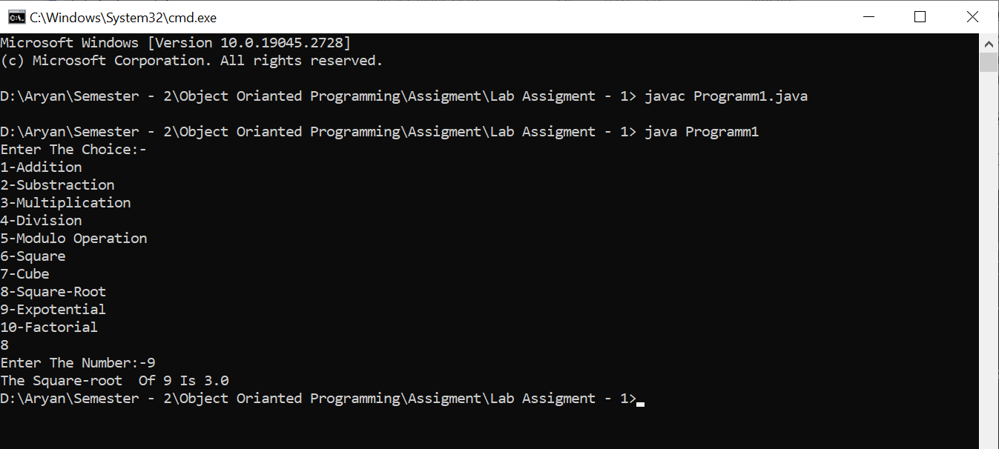 C:\Windows\System32\cmd.exe
Microsoft Windows [Version 10.0.19045.2728]
(c) Microsoft Corporation. All rights reserved.
D:\Aryan\Semester - 2\Object Orianted Programming\Assigment\Lab Assigment - 1> javac Programm1.java
D:\Aryan\Semester - 2\Object Orianted Programming\Assigment\Lab Assigment - 1> java Programm1
Enter The Choice:-
1-Addition
2-Substraction
3-Multiplication
4-Division
5-Modulo Operation
6-Square
7-Cube
8-Square-Root
9-Expotential
10-Factorial
8
Enter The Number:-9
The Square-root  Of 9 Is 3.0
D:\Aryan\Semester - 2\Object Orianted Programming\Assigment\Lab Assigment - 1>